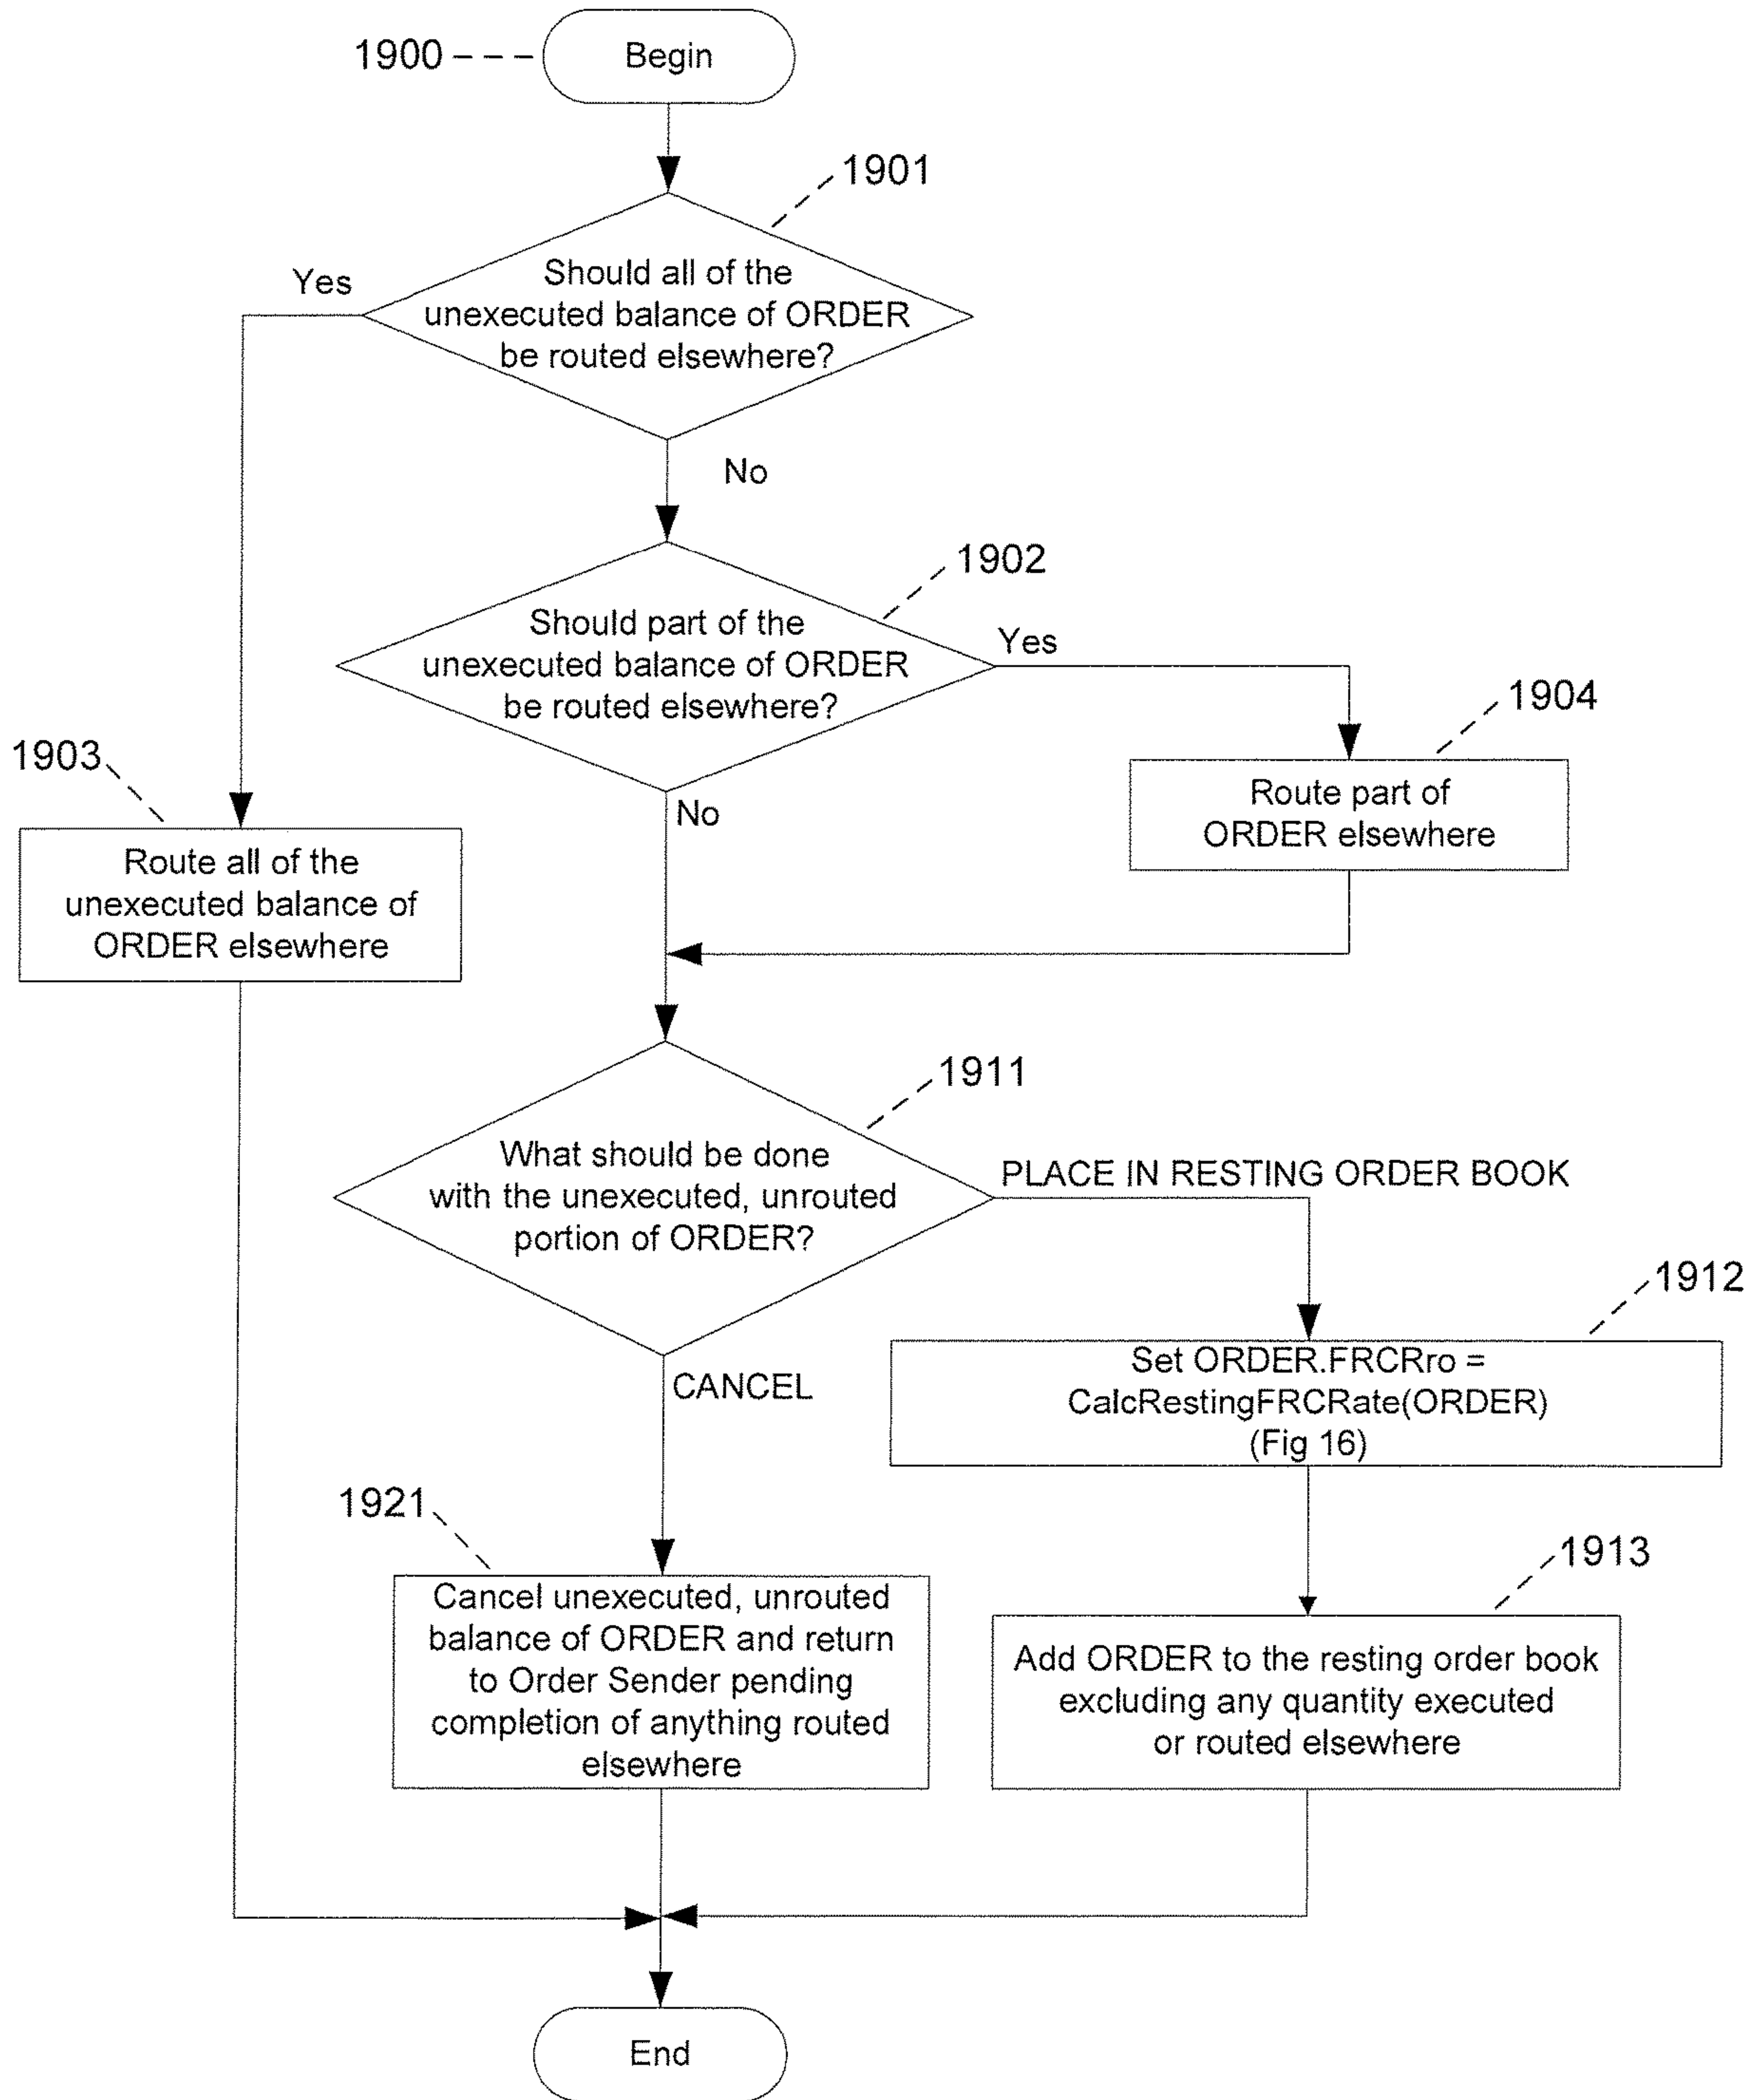 1900
Begin
1901
Yes
Should all of the
unexecuted balance of ORDER
be routed elsewhere?
No
1902
Should part of the
unexecuted balance of ORDER
be routed elsewhere?
Yes
1904
Route part of
ORDER elsewhere
No
1903
Route all of the
unexecuted balance of
ORDER elsewhere
1911
What should be done
with the unexecuted, unrouted
portion of ORDER?
PLACE IN RESTING ORDER BOOK
1912
Set ORDER.FRCRro =
CalcRestingFRCRate(ORDER)
(Fig 16)
CANCEL
1921
Cancel unexecuted, unrouted
balance of ORDER and return
to Order Sender pending
completion of anything routed
elsewhere
1913
Add ORDER to the resting order book
excluding any quantity executed
or routed elsewhere
End